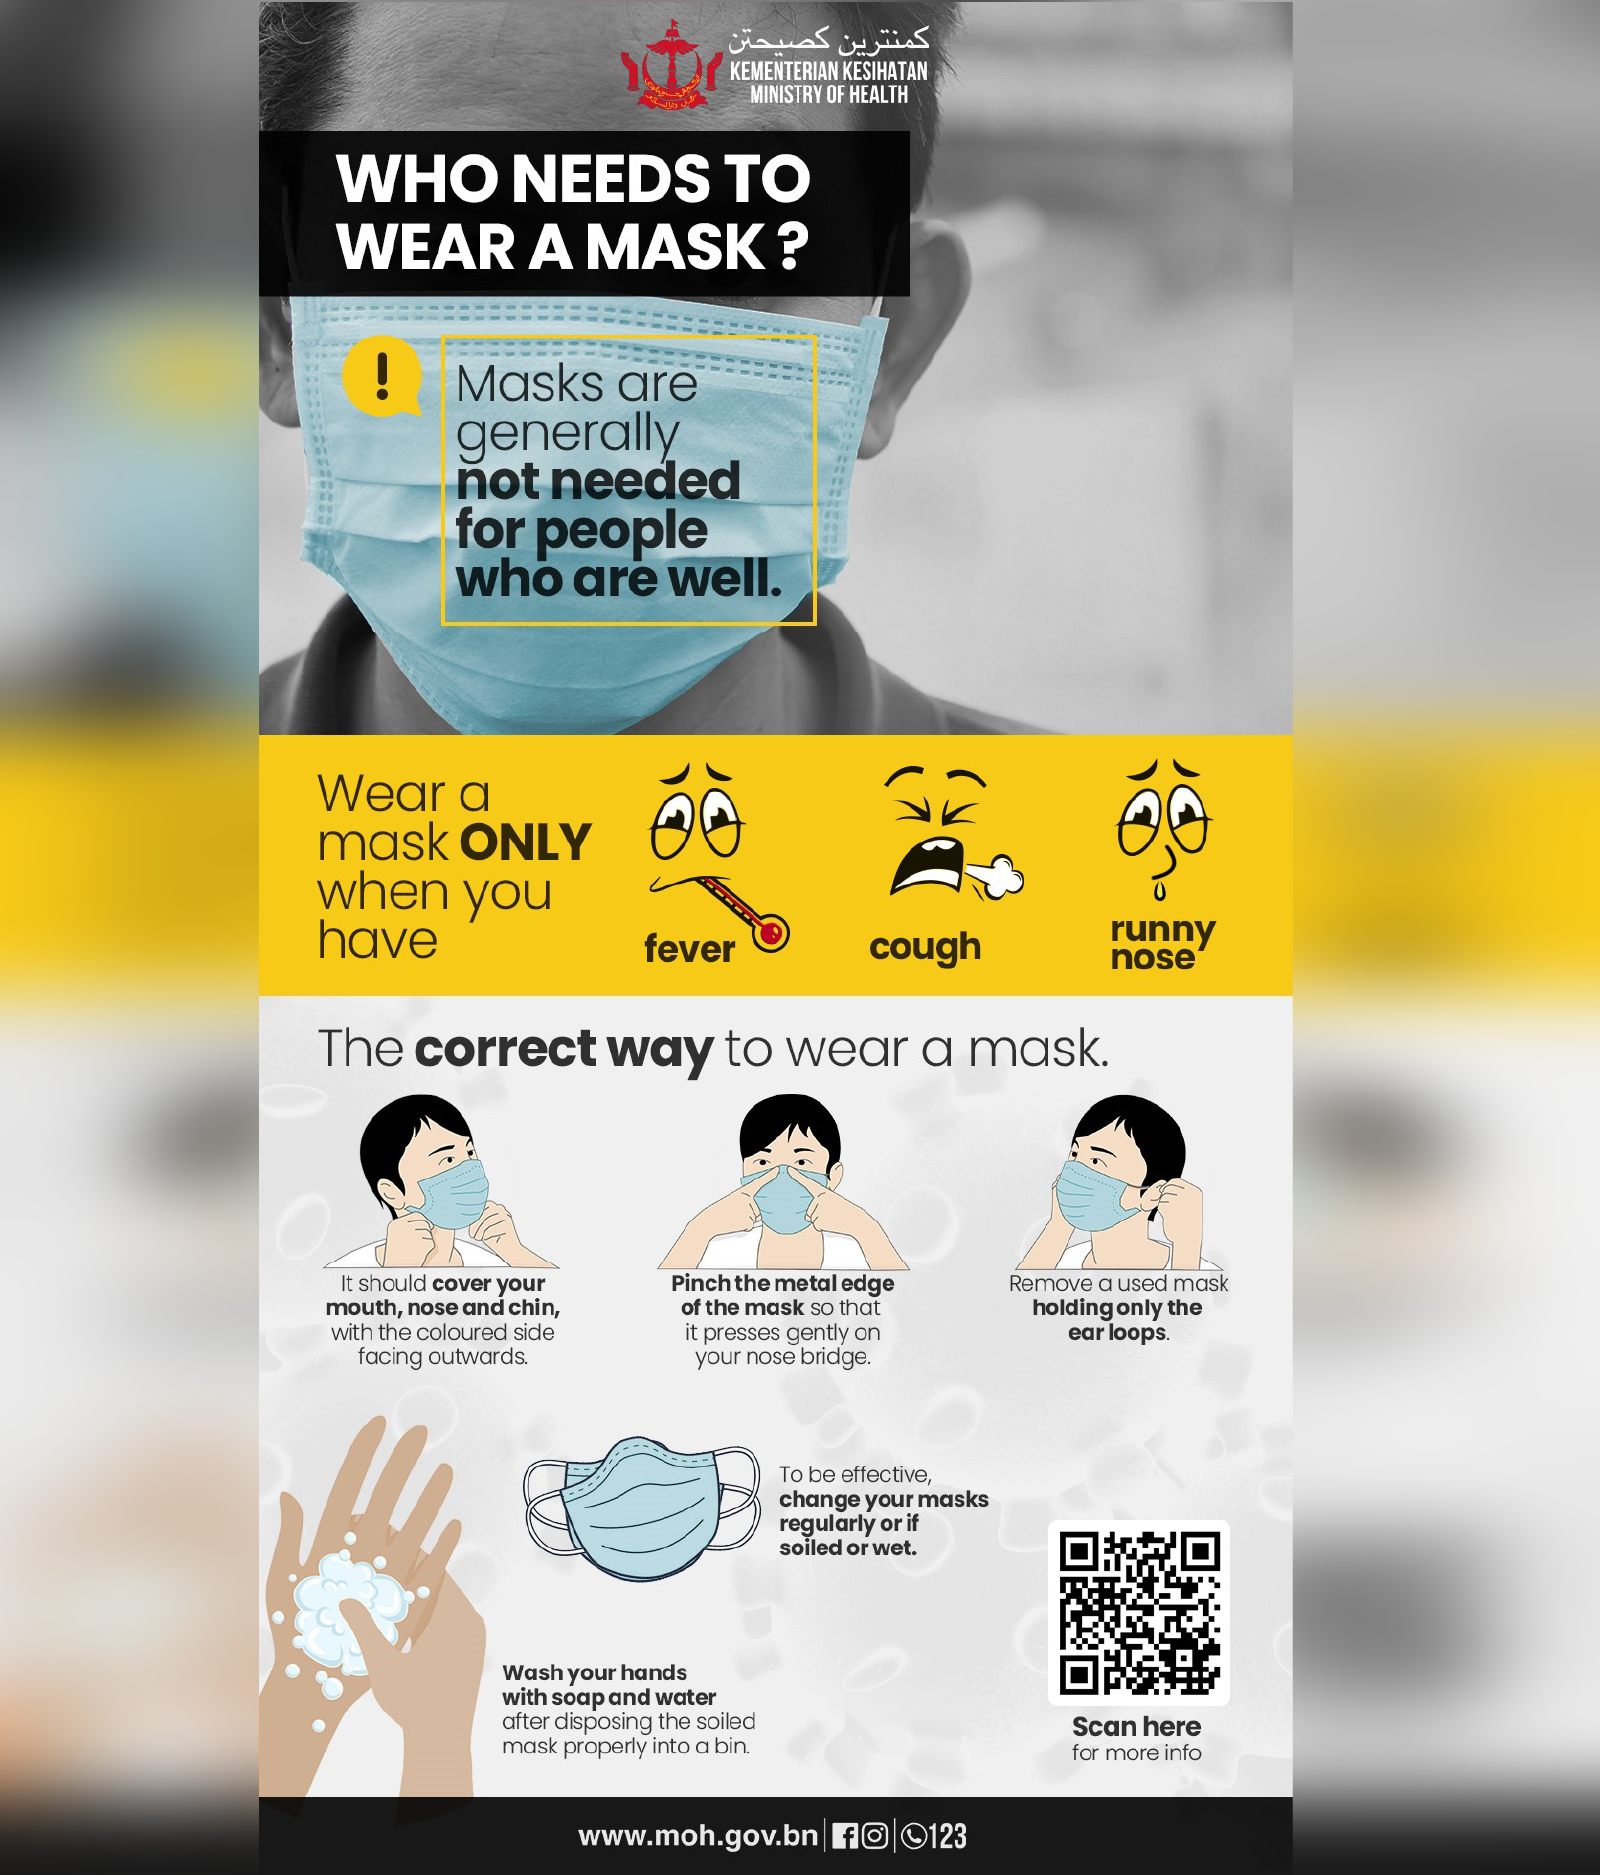 كمنترين كصيحتن
KEMENTERIAN KESIHATAN
MINISTRY OF HEALTH
WHO NEEDS TO
WEAR A MASK ?
!
Masks are
generally
not needed
for people
who are well.
Wear a
mask ONLY
when you
have
fever
cough
runny
nose
The correct way to wear a mask.
It should cover your
mouth, nose and chin,
with the coloured side
facing outwards.
Pinch the metal edge
of the mask so that
it presses gently on
your nose bridge.
Remove a used mask
holding only the
ear loops.
To be effective,
change your masks
regularly or if
soiled or wet.
Wash your hands
with soap and water
after disposing the soiled
mask properly into a bin.
Scan here
for more info
www.moh.gov.bn
123